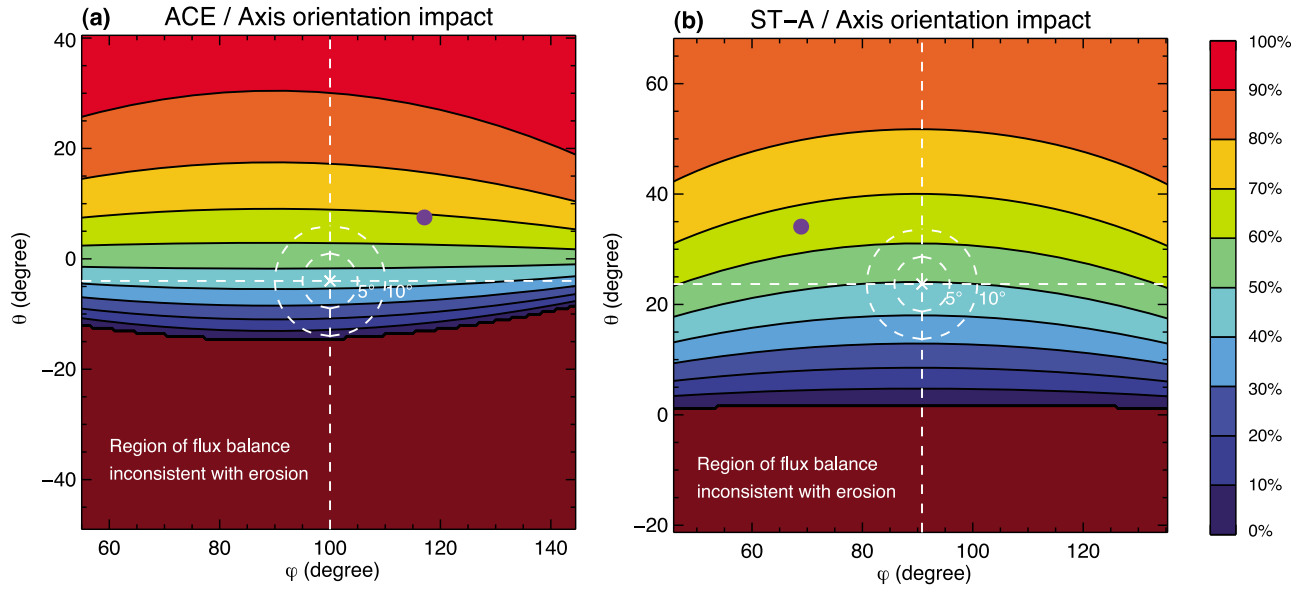 (a) ACE / Axis orientation impact
40
20
0
−20
−40
θ (degree)
5° 10°
Region of flux balance
inconsistent with erosion
60 80 100 120 140
φ (degree)
(b) ST−A / Axis orientation impact
60
40
20
0
−20
θ (degree)
5° 10°
Region of flux balance
inconsistent with erosion
60 80 100 120
φ (degree)
100%
90%
80%
70%
60%
50%
40%
30%
20%
10%
0%